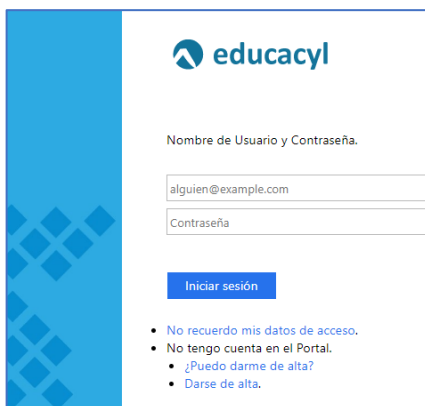 educacyl
Nombre de Usuario y Contraseña.
alguien@example.com
Contraseña
Iniciar sesión
No recuerdo mis datos de acceso.
No tengo cuenta en el Portal.
¿Puedo darme de alta?
Darse de alta.